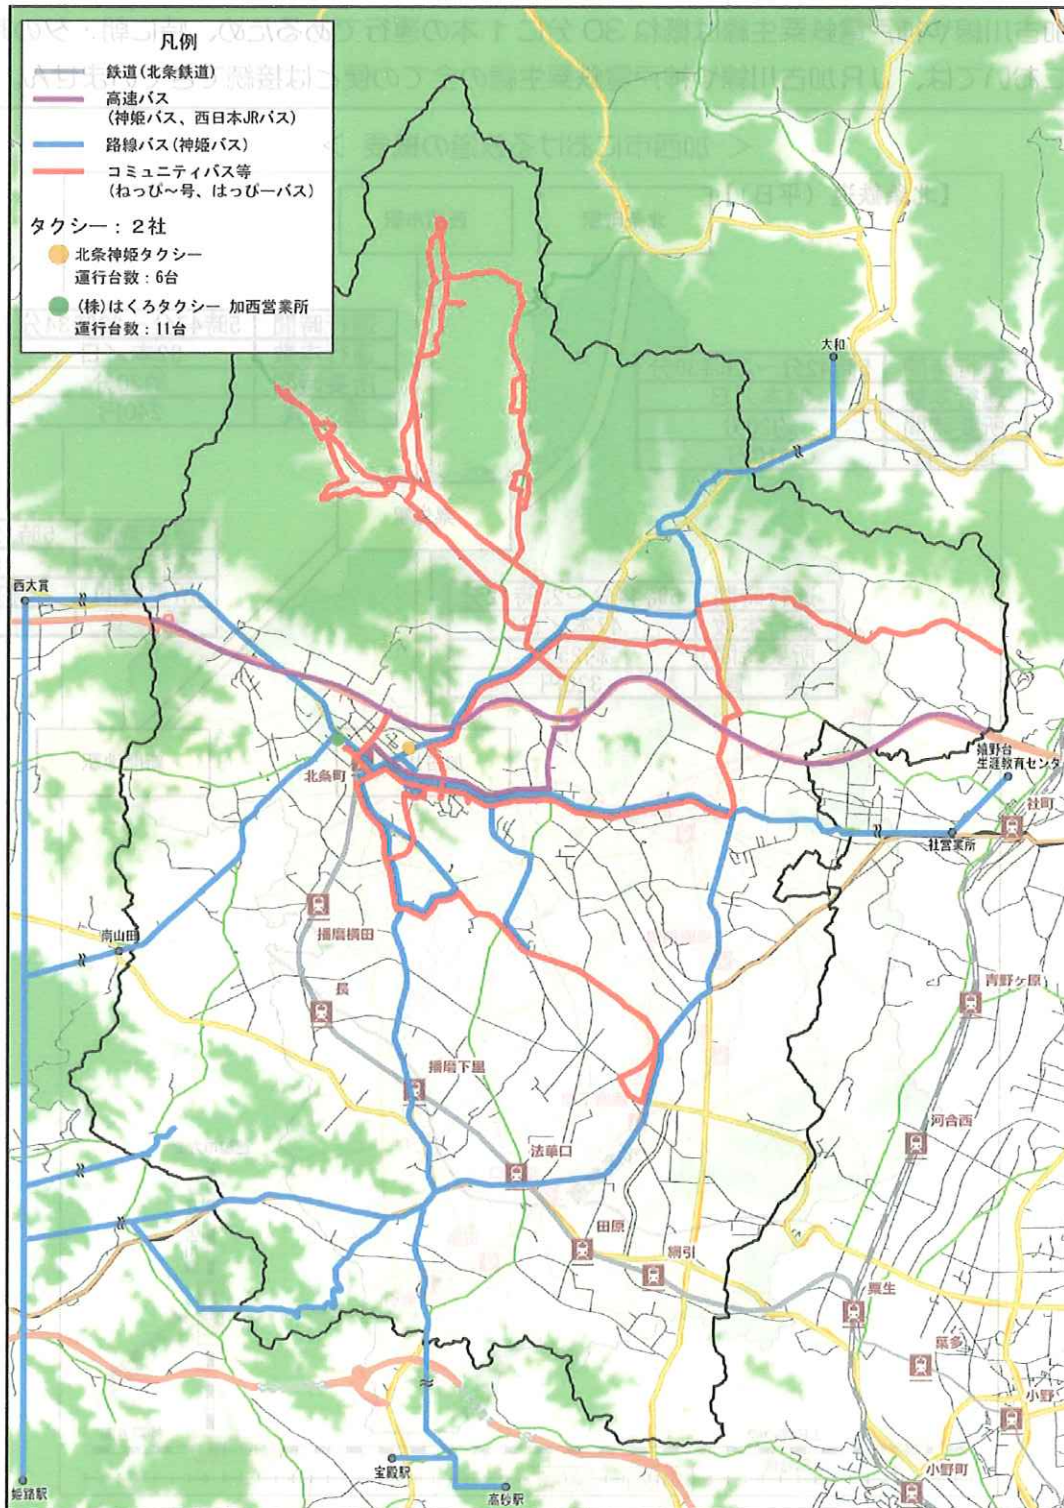 凡例
鉄道(北条鉄道)
高速バス
(神姫バス、西日本JRバス)
路線バス(神姫バス)
コミュニティバス等
(ねっぴ～号、はっぴーバス)
タクシー：２社
北条神姫タクシー
運行台数：6台
(株)はくろタクシー 加西営業所
運行台数：11台
大和
西大貫
嬉野台
生涯教育センタ
北条町
社町
社営業所
播磨横田
南山田
長
青野ヶ原
播磨下里
河合西
法華口
田原
網引
粟生
葉多
小野
宝殿駅
小野町
姫路駅
高砂駅